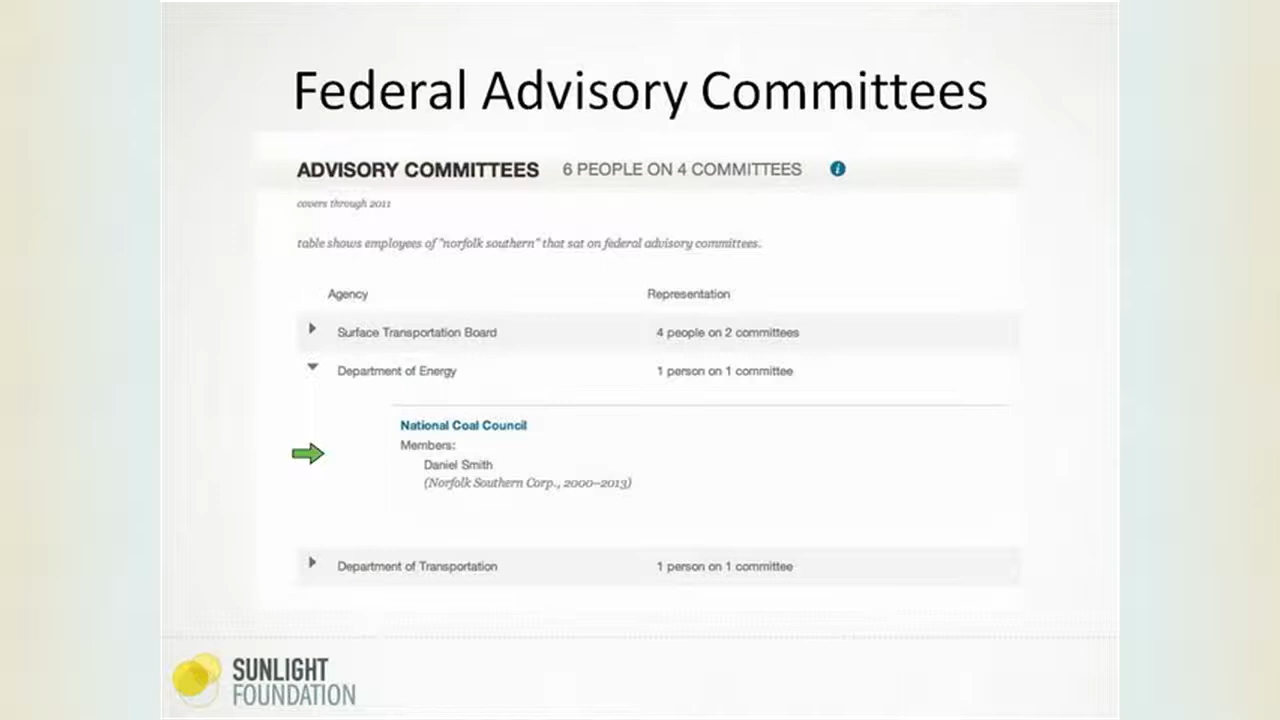 Federal Advisory Committees
ADVISORY COMMITTEES 6 PEOPLE ON 4 COMMITTEES i
covers through 2011
table shows employees of "norfolk southern" that sat on federal advisory committees.
Agency Representation
Surface Transportation Board 4 people on 2 committees
Department of Energy 1 person on 1 committee
National Coal Council
Members:
Daniel Smith
(Norfolk Southern Corp., 2000–2013)
Department of Transportation 1 person on 1 committee
SUNLIGHT
FOUNDATION